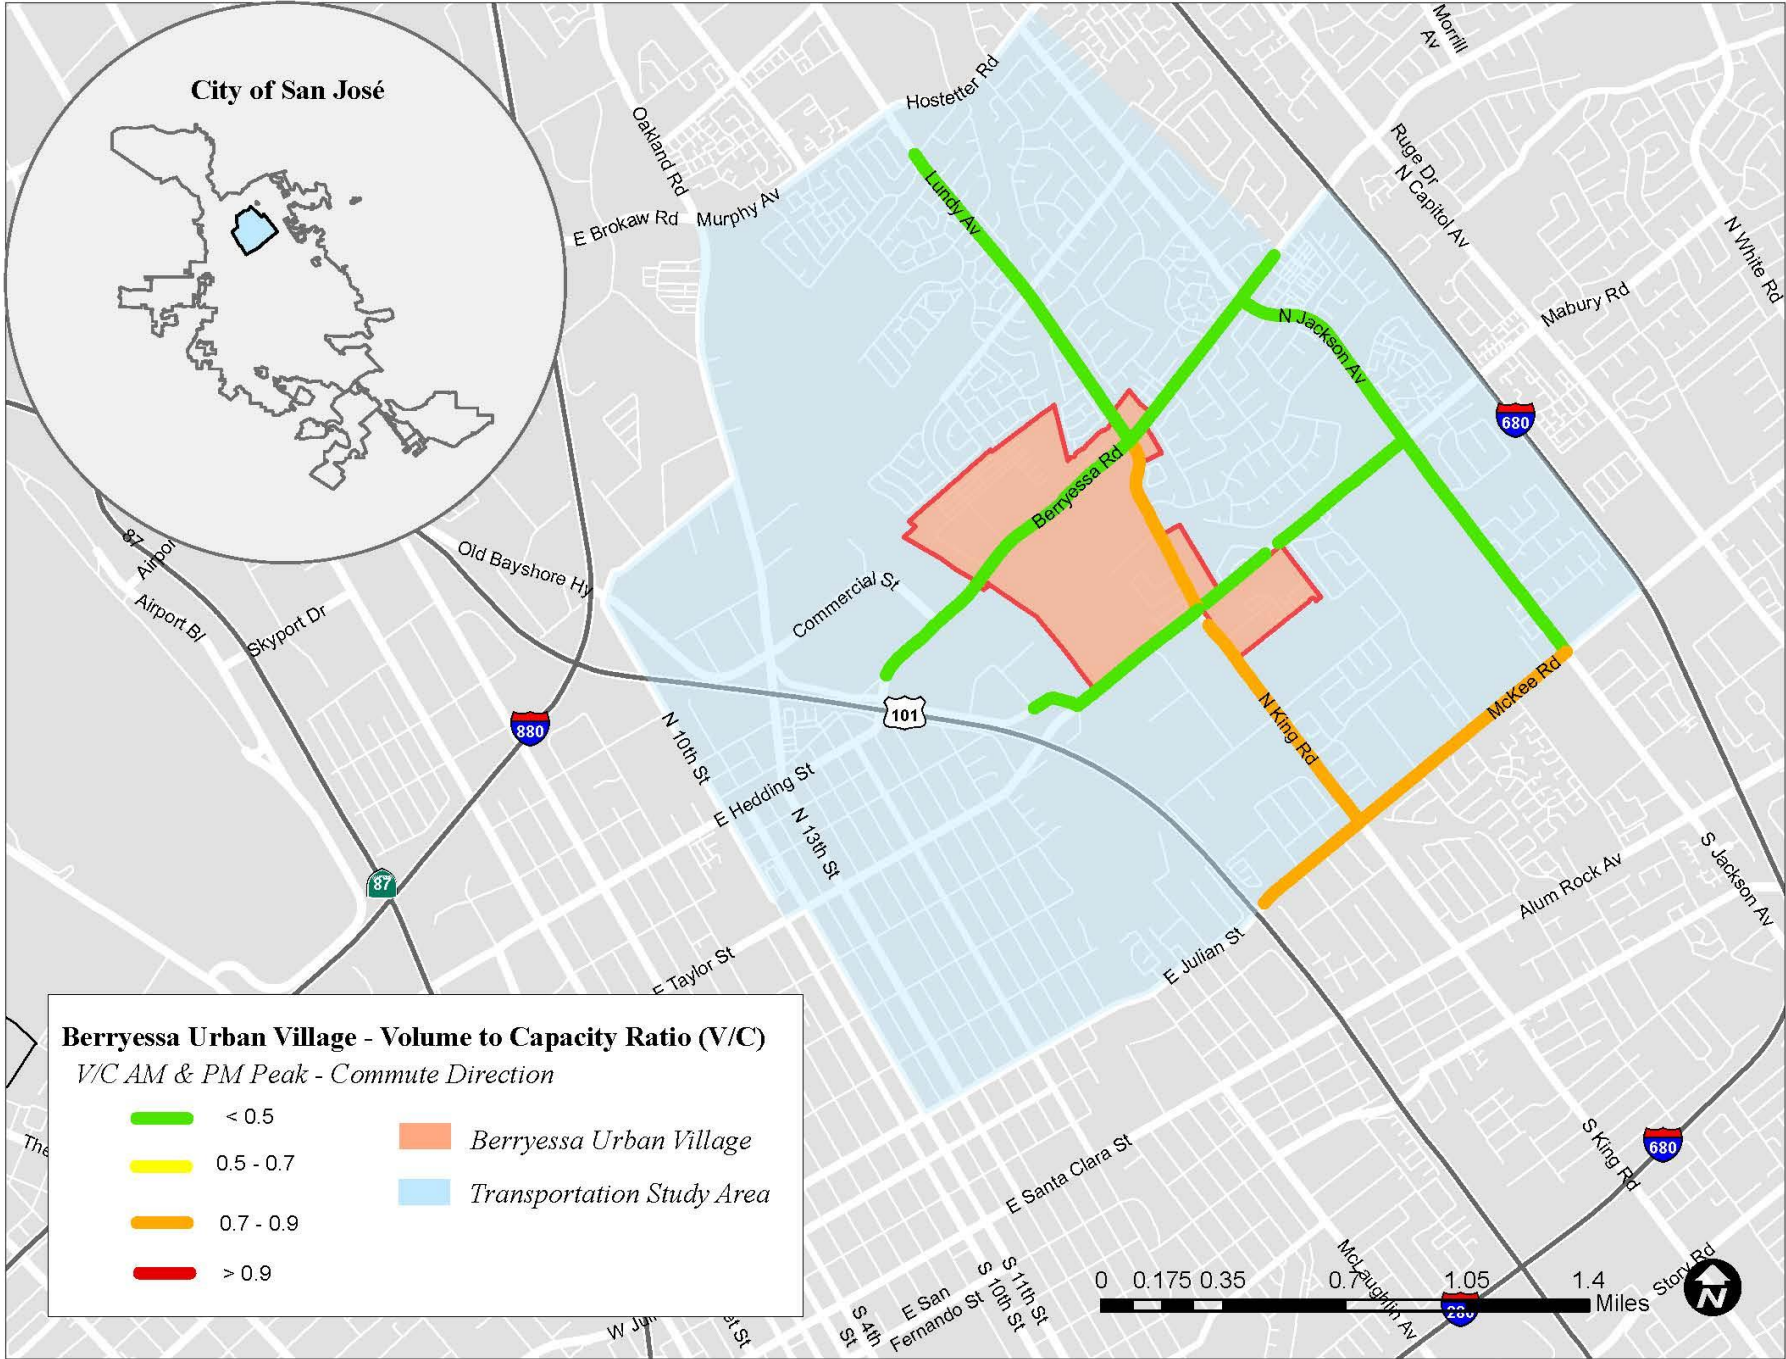 City of San José
Hostetter Rd
Morrill
Av
Oakland Rd
Ruge Dr
N Capitol Av
E Brokaw Rd
Murphy Av
Lundy Av
N White Rd
Mabury Rd
N Jackson Av
680
Berryessa Rd
87
Airpor
Old Bayshore Hy
Commercial St
Airport Bl
Skyport Dr
McKee Rd
101
880
N King Rd
N 10th St
E Hedding St
N 13th St
87
S Jackson Av
Alum Rock Av
E Julian St
E Taylor St
Berryessa Urban Village - Volume to Capacity Ratio (V/C)
V/C AM & PM Peak - Commute Direction
< 0.5
0.5 - 0.7
0.7 - 0.9
> 0.9
Berryessa Urban Village
Transportation Study Area
The
E Santa Clara St
S King Rd
680
McLaughlin Av
Story Rd
S 11th St
S 10th St
E San
Fernando St
S 4th
St
W Jul
et St
0 0.175 0.35 0.7 1.05 1.4
Miles
280
N